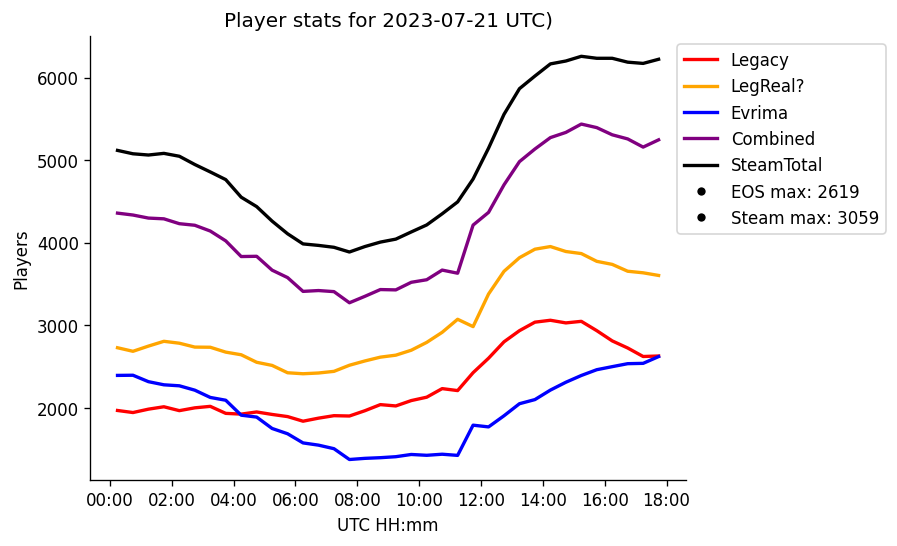 Player stats for 2023-07-21 UTC)
Legacy
LegReal?
Evrima
Combined
SteamTotal
EOS max: 2619
Steam max: 3059
Players
6000
5000
4000
3000
2000
00:00 02:00 04:00 06:00 08:00 10:00 12:00 14:00 16:00 18:00
UTC HH:mm